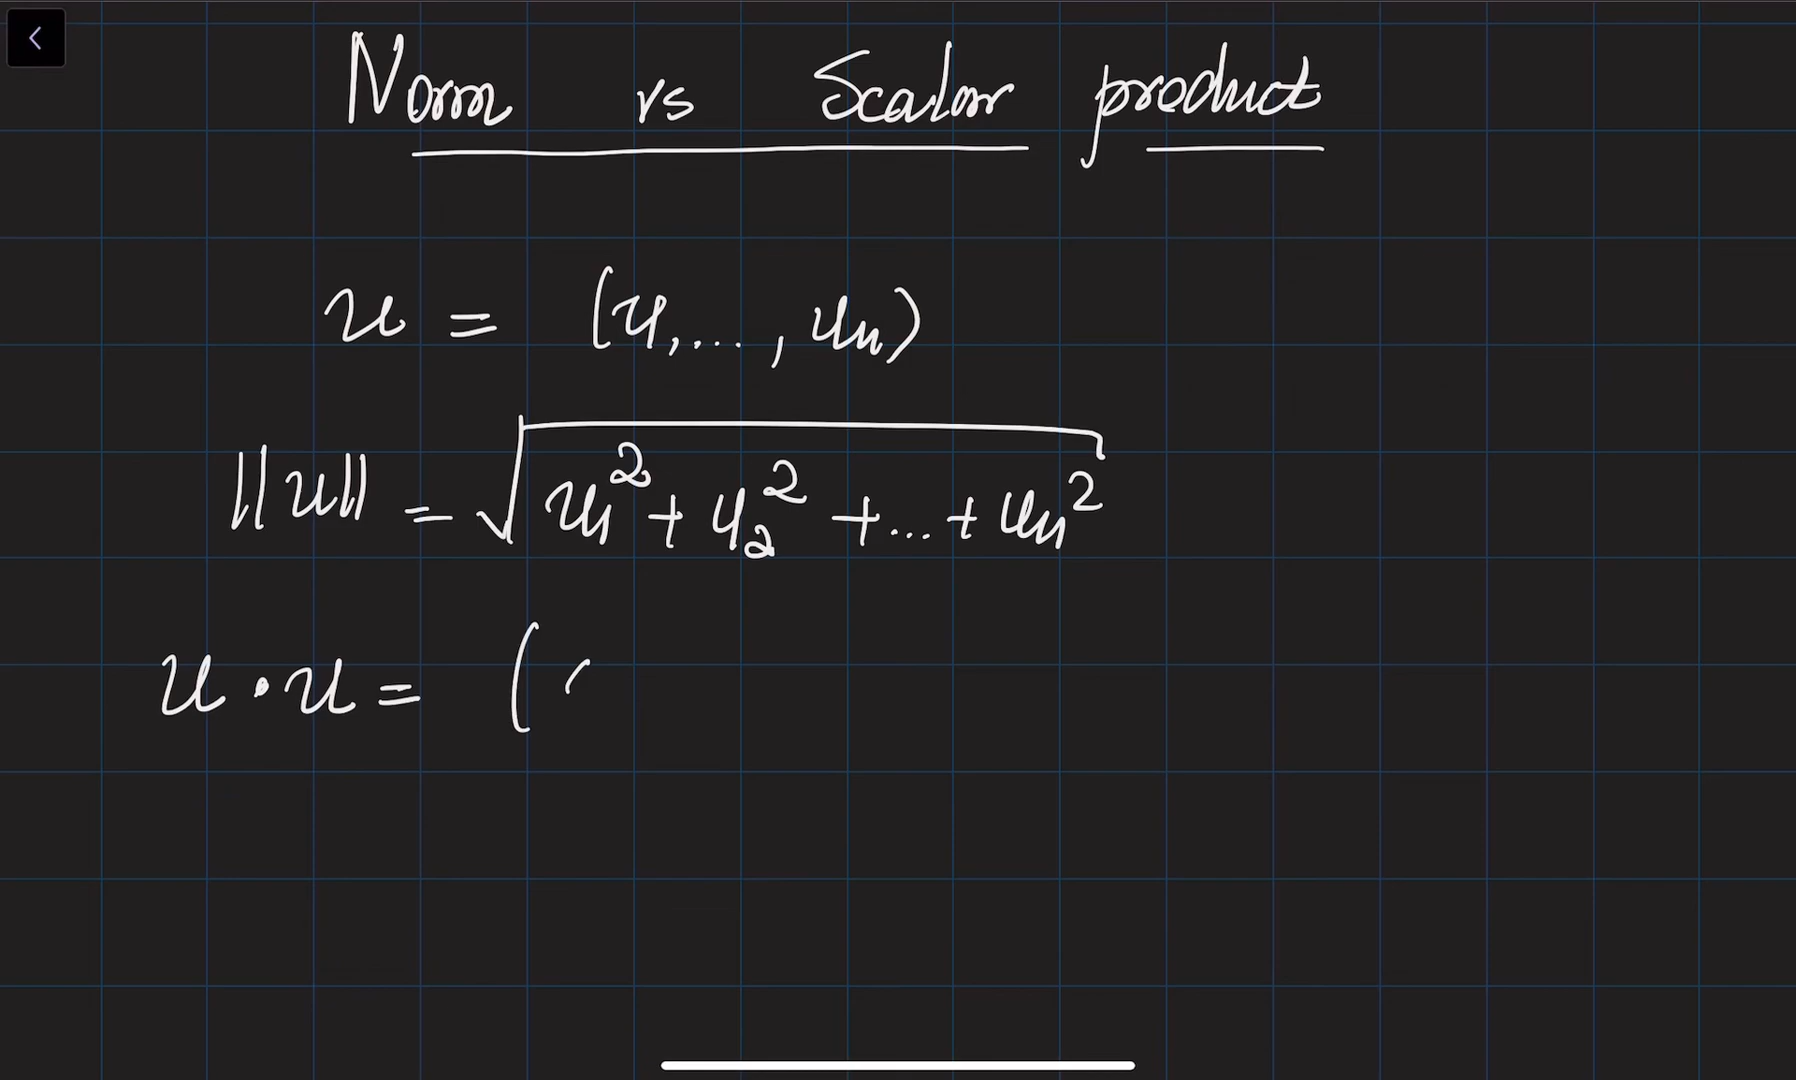 Norm vs Scalar product
u = (u₁, ..., uₙ)
||u|| = √(u₁² + u₂² + ... + uₙ²)
u · u = (